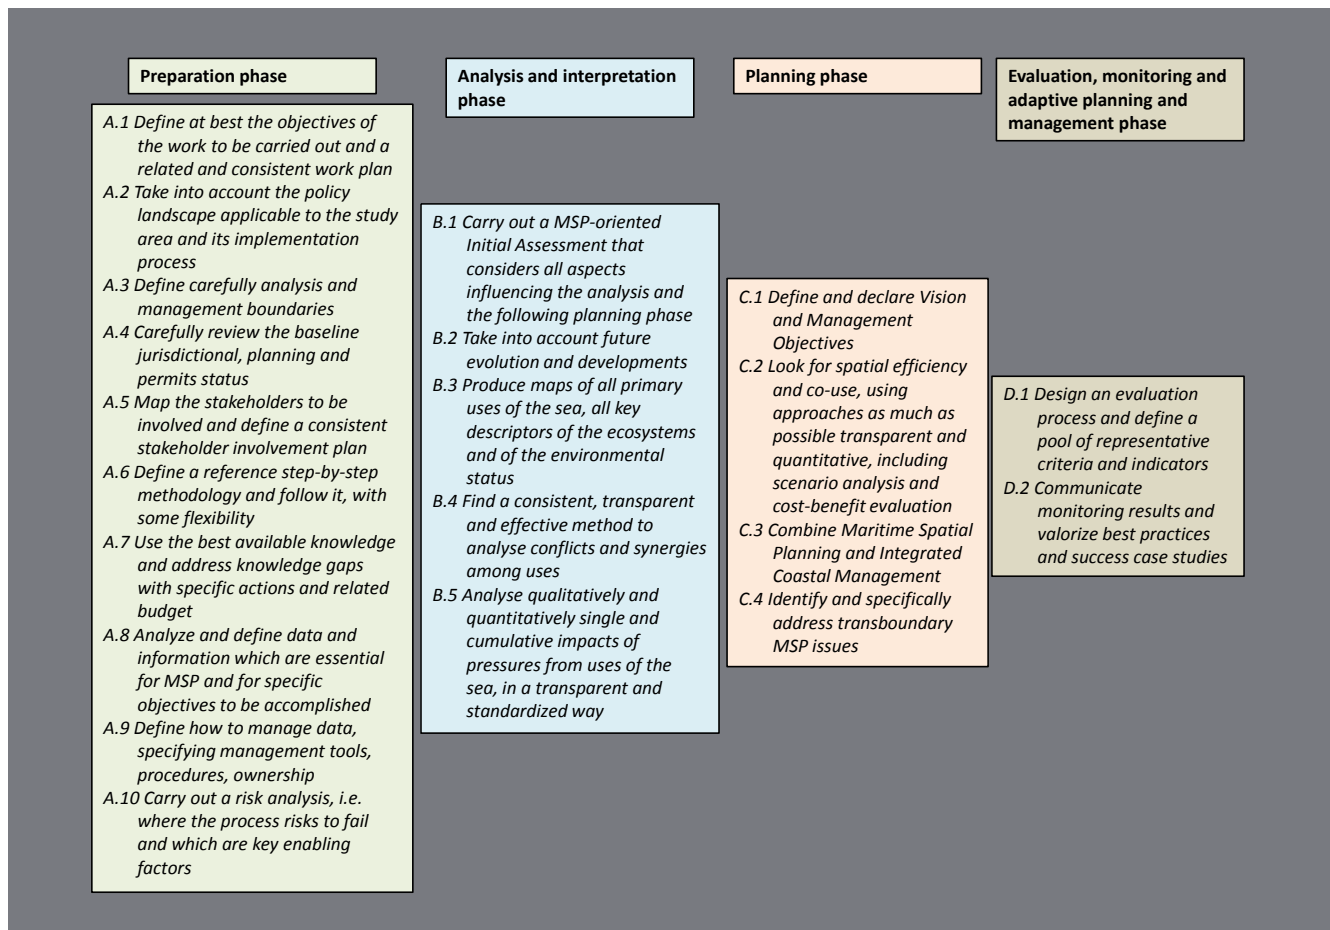 Preparation phase
A.1 Define at best the objectives of
the work to be carried out and a
related and consistent work plan
A.2 Take into account the policy
landscape applicable to the study
area and its implementation
process
A.3 Define carefully analysis and
management boundaries
A.4 Carefully review the baseline
jurisdictional, planning and
permits status
A.5 Map the stakeholders to be
involved and define a consistent
stakeholder involvement plan
A.6 Define a reference step-by-step
methodology and follow it, with
some flexibility
A.7 Use the best available knowledge
and address knowledge gaps
with specific actions and related
budget
A.8 Analyze and define data and
information which are essential
for MSP and for specific
objectives to be accomplished
A.9 Define how to manage data,
specifying management tools,
procedures, ownership
A.10 Carry out a risk analysis, i.e.
where the process risks to fail
and which are key enabling
factors
Analysis and interpretation
phase
B.1 Carry out a MSP-oriented
Initial Assessment that
considers all aspects
influencing the analysis and
the following planning phase
B.2 Take into account future
evolution and developments
B.3 Produce maps of all primary
uses of the sea, all key
descriptors of the ecosystems
and of the environmental
status
B.4 Find a consistent, transparent
and effective method to
analyse conflicts and synergies
among uses
B.5 Analyse qualitatively and
quantitatively single and
cumulative impacts of
pressures from uses of the
sea, in a transparent and
standardized way
Planning phase
C.1 Define and declare Vision
and Management
Objectives
C.2 Look for spatial efficiency
and co-use, using
approaches as much as
possible transparent and
quantitative, including
scenario analysis and
cost-benefit evaluation
C.3 Combine Maritime Spatial
Planning and Integrated
Coastal Management
C.4 Identify and specifically
address transboundary
MSP issues
Evaluation, monitoring and
adaptive planning and
management phase
D.1 Design an evaluation
process and define a
pool of representative
criteria and indicators
D.2 Communicate
monitoring results and
valorize best practices
and success case studies